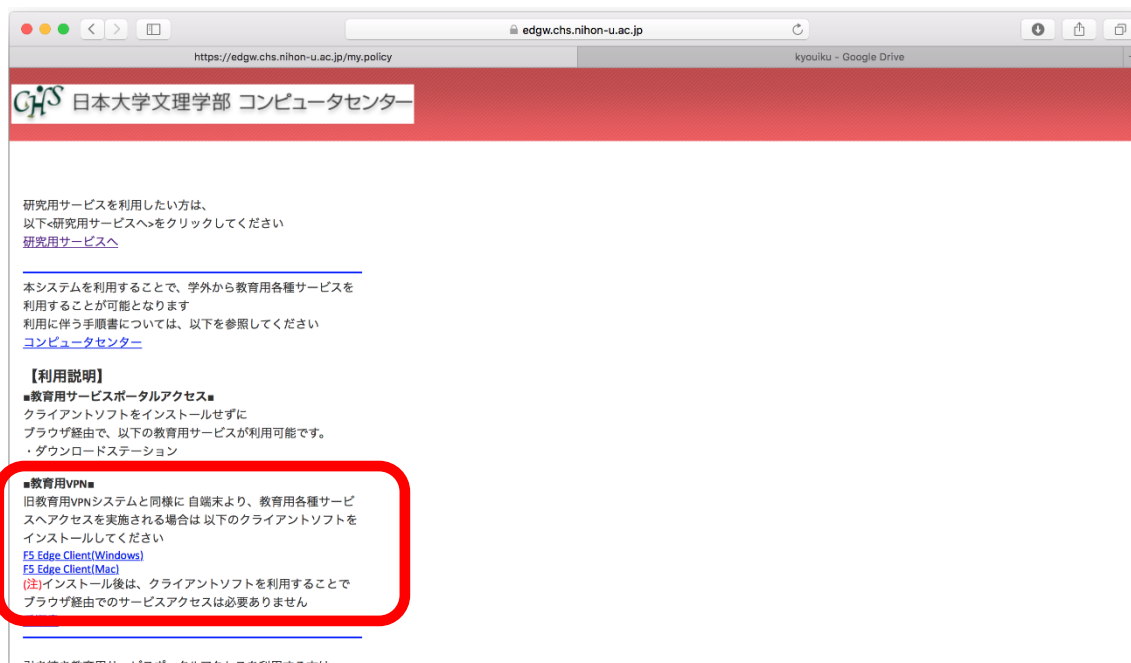 edgw.chs.nihon-u.ac.jp
https://edgw.chs.nihon-u.ac.jp/my.policy
kyouiku - Google Drive
CHS 日本大学文理学部 コンピュータセンター
研究用サービスを利用したい方は、
以下<研究用サービスへ>をクリックしてください
研究用サービスへ
本システムを利用することで、学外から教育用各種サービスを
利用することが可能となります
利用に伴う手順書については、以下を参照してください
コンピュータセンター
【利用説明】
■教育用サービスポータルアクセス■
クライアントソフトをインストールせずに
ブラウザ経由で、以下の教育用サービスが利用可能です。
・ダウンロードステーション
■教育用VPN■
旧教育用VPNシステムと同様に 自端末より、教育用各種サービ
スへアクセスを実施される場合は 以下のクライアントソフトを
インストールしてください
F5 Edge Client(Windows)
F5 Edge Client(Mac)
(注)インストール後は、クライアントソフトを利用することで
ブラウザ経由でのサービスアクセスは必要ありません